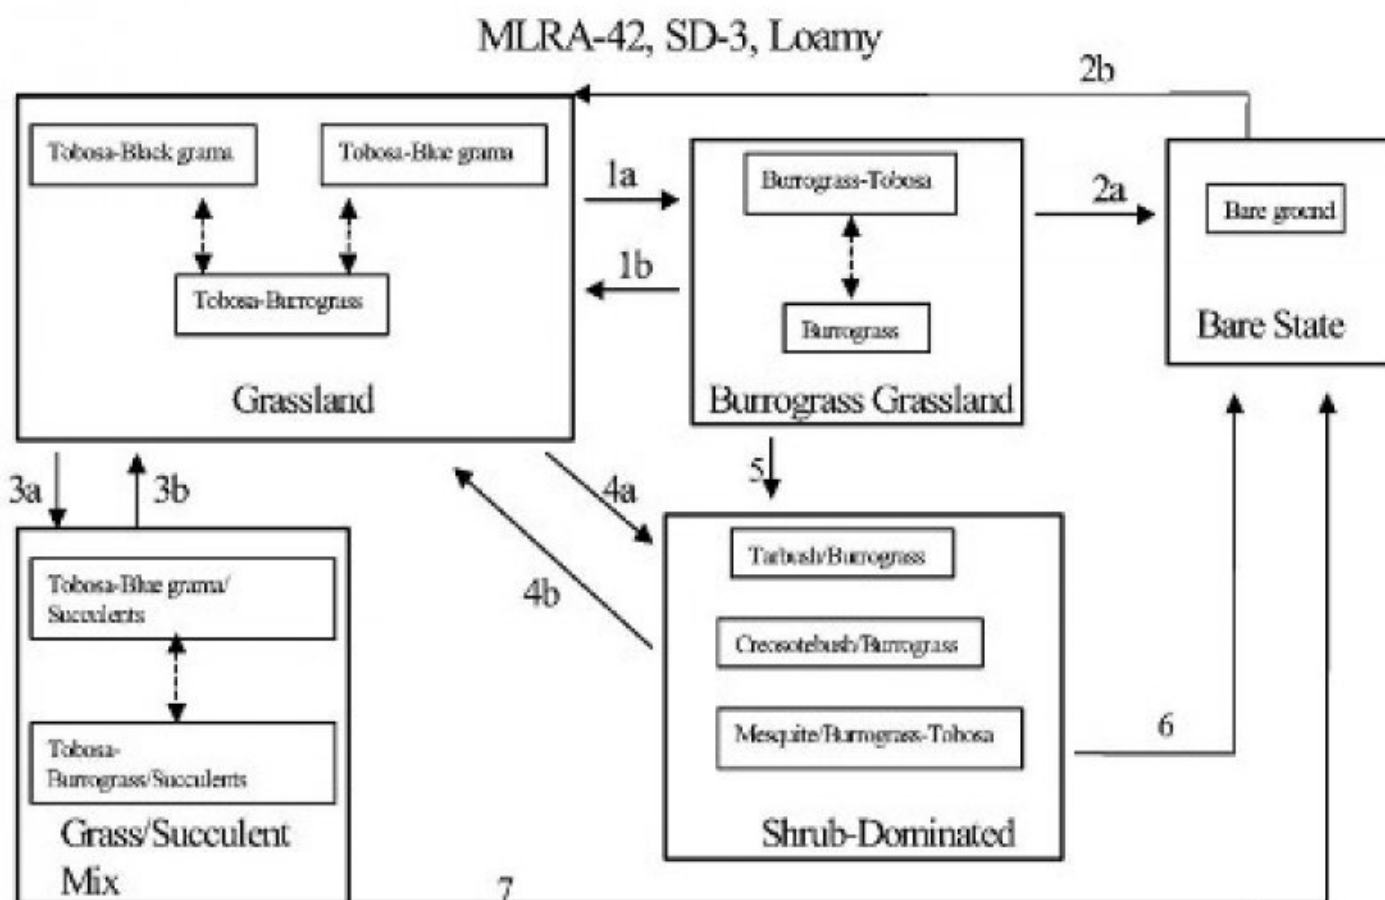 MLRA-42, SD-3, Loamy
2b
Tobosa-Black grama
Tobosa-Blue grama
Tobosa-Burrograss
Grassland
1a
1b
Burrograss-Tobosa
Burrograss
Burrograss Grassland
2a
Bare ground
Bare State
3a
3b
4a
4b
5
Tobosa-Blue grama/
Succulents
Tobosa-
Burrograss/Succulents
Grass/Succulent
Mix
Tarbush/Burrograss
Creosotebush/Burrograss
Mesquite/Burrograss-Tobosa
Shrub-Dominated
6
7